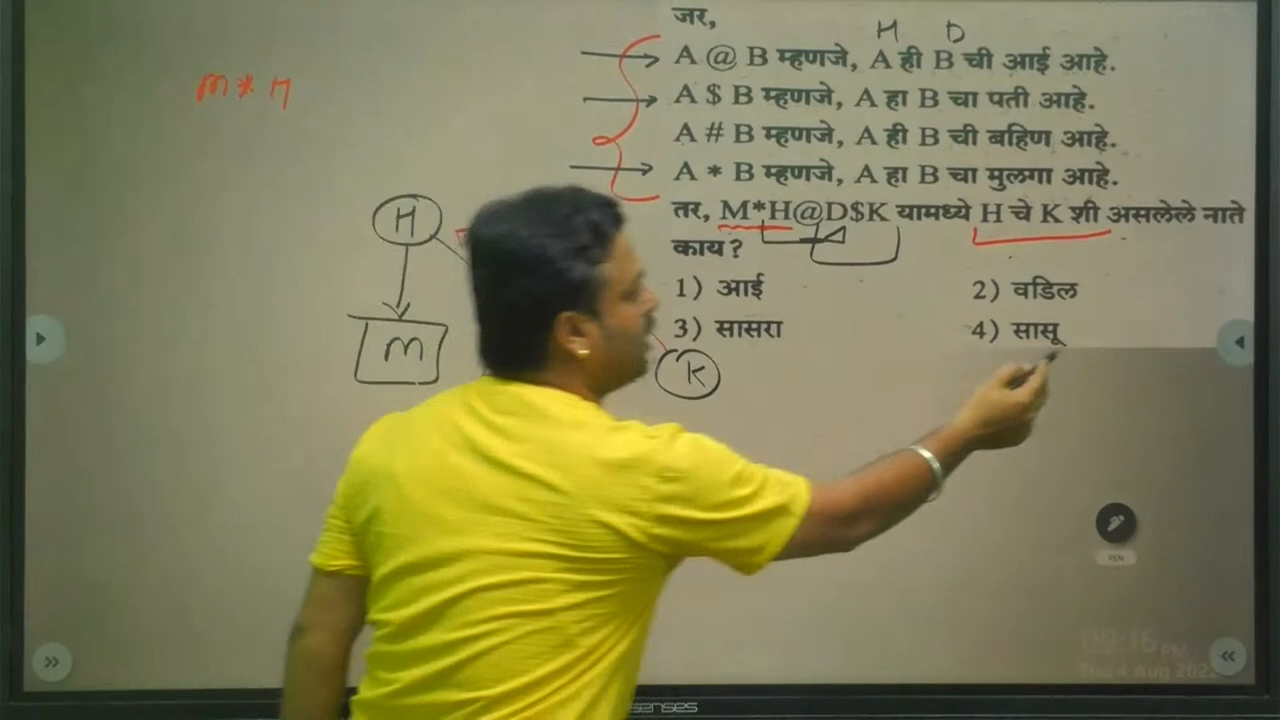 जर,
H D
A @ B म्हणजे, A ही B ची आई आहे.
A $ B म्हणजे, A हा B चा पती आहे.
A # B म्हणजे, A ही B ची बहिण आहे.
A * B म्हणजे, A हा B चा मुलगा आहे.
तर, M*H@D$K यामध्ये H चे K शी असलेले नाते
काय?
1) आई 2) वडिल
3) सासरा 4) सासू
M * H
H
M
K
PEN